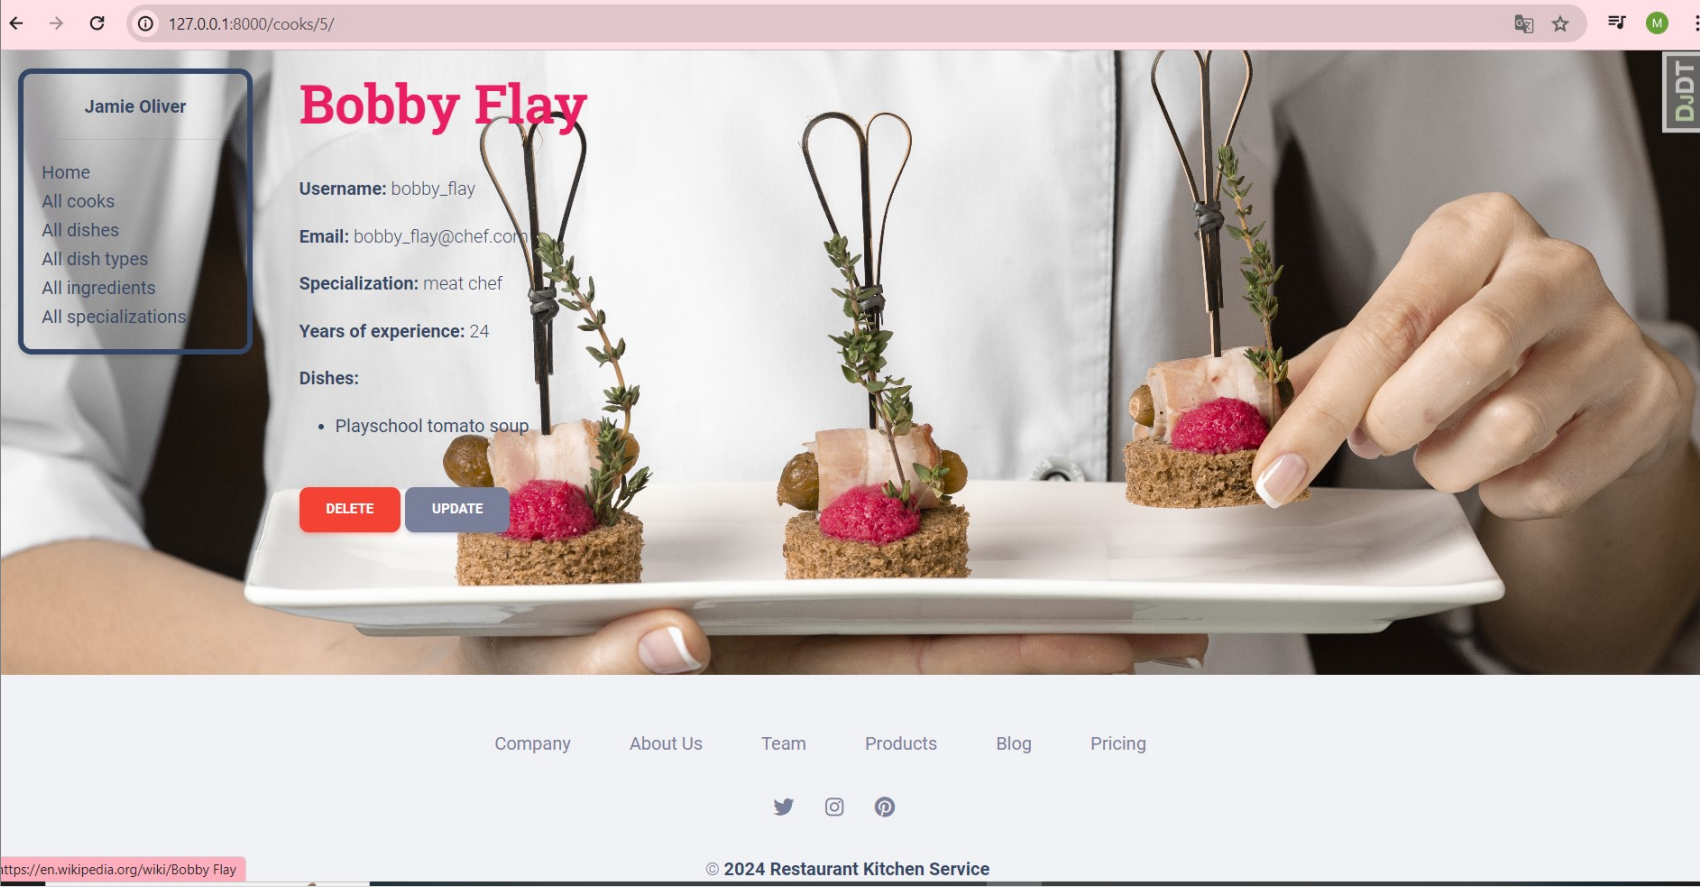 127.0.0.1:8000/cooks/5/
M
DJDT
Jamie Oliver
Home
All cooks
All dishes
All dish types
All ingredients
All specializations
Bobby Flay
Username: bobby_flay
Email: bobby_flay@chef.com
Specialization: meat chef
Years of experience: 24
Dishes:
• Playschool tomato soup
DELETE UPDATE
Company About Us Team Products Blog Pricing
© 2024 Restaurant Kitchen Service
ttps://en.wikipedia.org/wiki/Bobby Flay